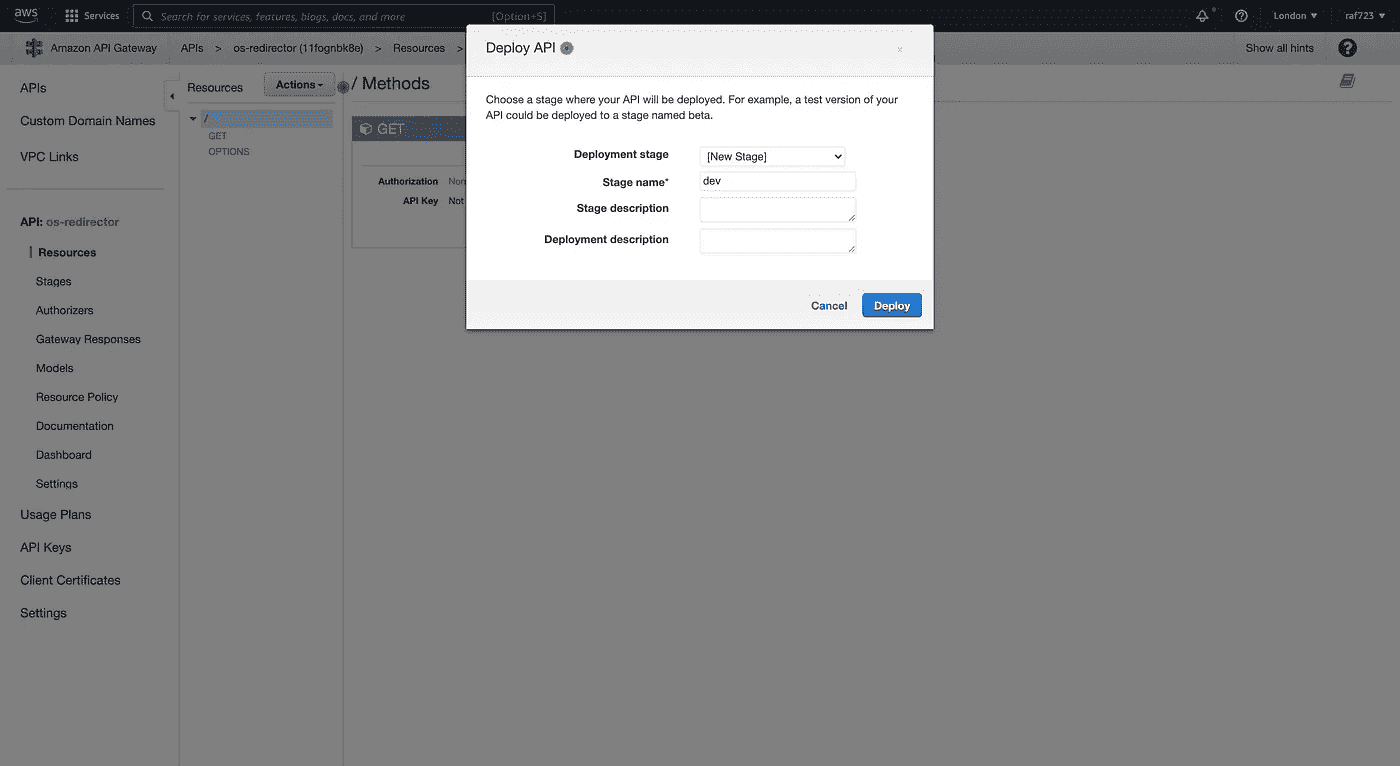 aws
Services
Search for services, features, blogs, docs, and more
[Option+S]
London ▼
raf723 ▼
Amazon API Gateway
APIs > os-redirector (11fognbk8e) > Resources >
Show all hints
?
APIs
Custom Domain Names
VPC Links
API: os-redirector
Resources
Stages
Authorizers
Gateway Responses
Models
Resource Policy
Documentation
Dashboard
Settings
Usage Plans
API Keys
Client Certificates
Settings
Resources
Actions
/
GET
OPTIONS
/ Methods
GET
Authorization
API Key Not
Deploy API
×
Choose a stage where your API will be deployed. For example, a test version of your
API could be deployed to a stage named beta.
Deployment stage [New Stage]
Stage name* dev
Stage description
Deployment description
Cancel
Deploy